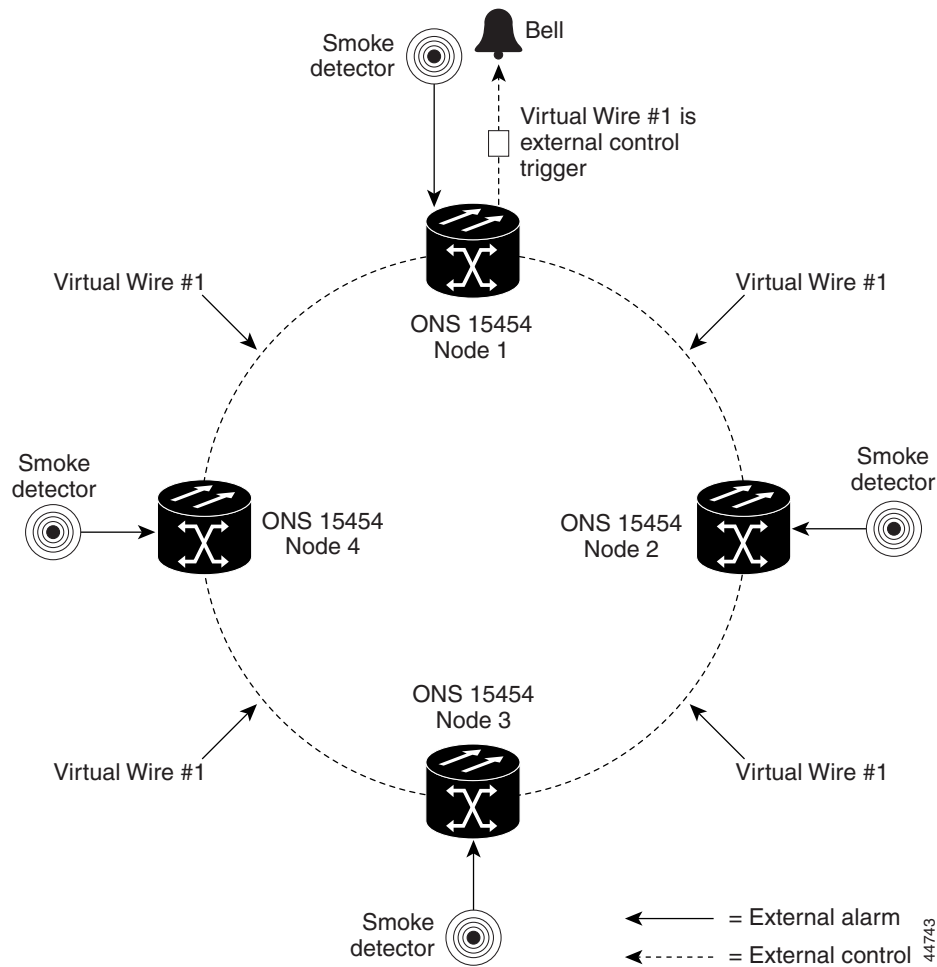 Smoke
detector
Bell
Virtual Wire #1 is
external control
trigger
Virtual Wire #1
Virtual Wire #1
ONS 15454
Node 1
Smoke
detector
ONS 15454
Node 4
ONS 15454
Node 2
Smoke
detector
ONS 15454
Node 3
Virtual Wire #1
Virtual Wire #1
Smoke
detector
= External alarm
= External control
44743